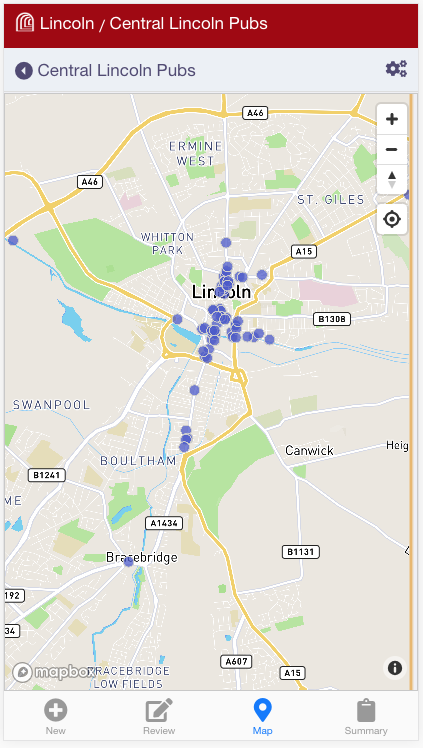 Lincoln / Central Lincoln Pubs
Central Lincoln Pubs
A46
ERMINE
WEST
A46
ST. GILES
WHITTON
PARK
A15
Lincoln
B1308
SWANPOOL
Canwick
Heig
BOULTHAM
B1241
ME
A1434
B1131
Bracebridge
192
34
A607
mapbox
BRACEBRIDGE
LOW FIELDS
A15
New
Review
Map
Summary